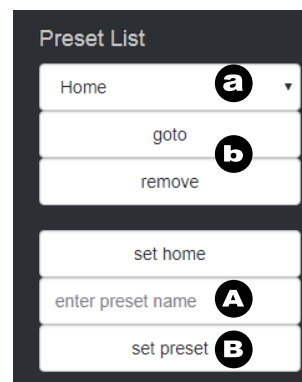 Preset List
Home a
goto
b
remove
set home
enter preset name A
set preset B